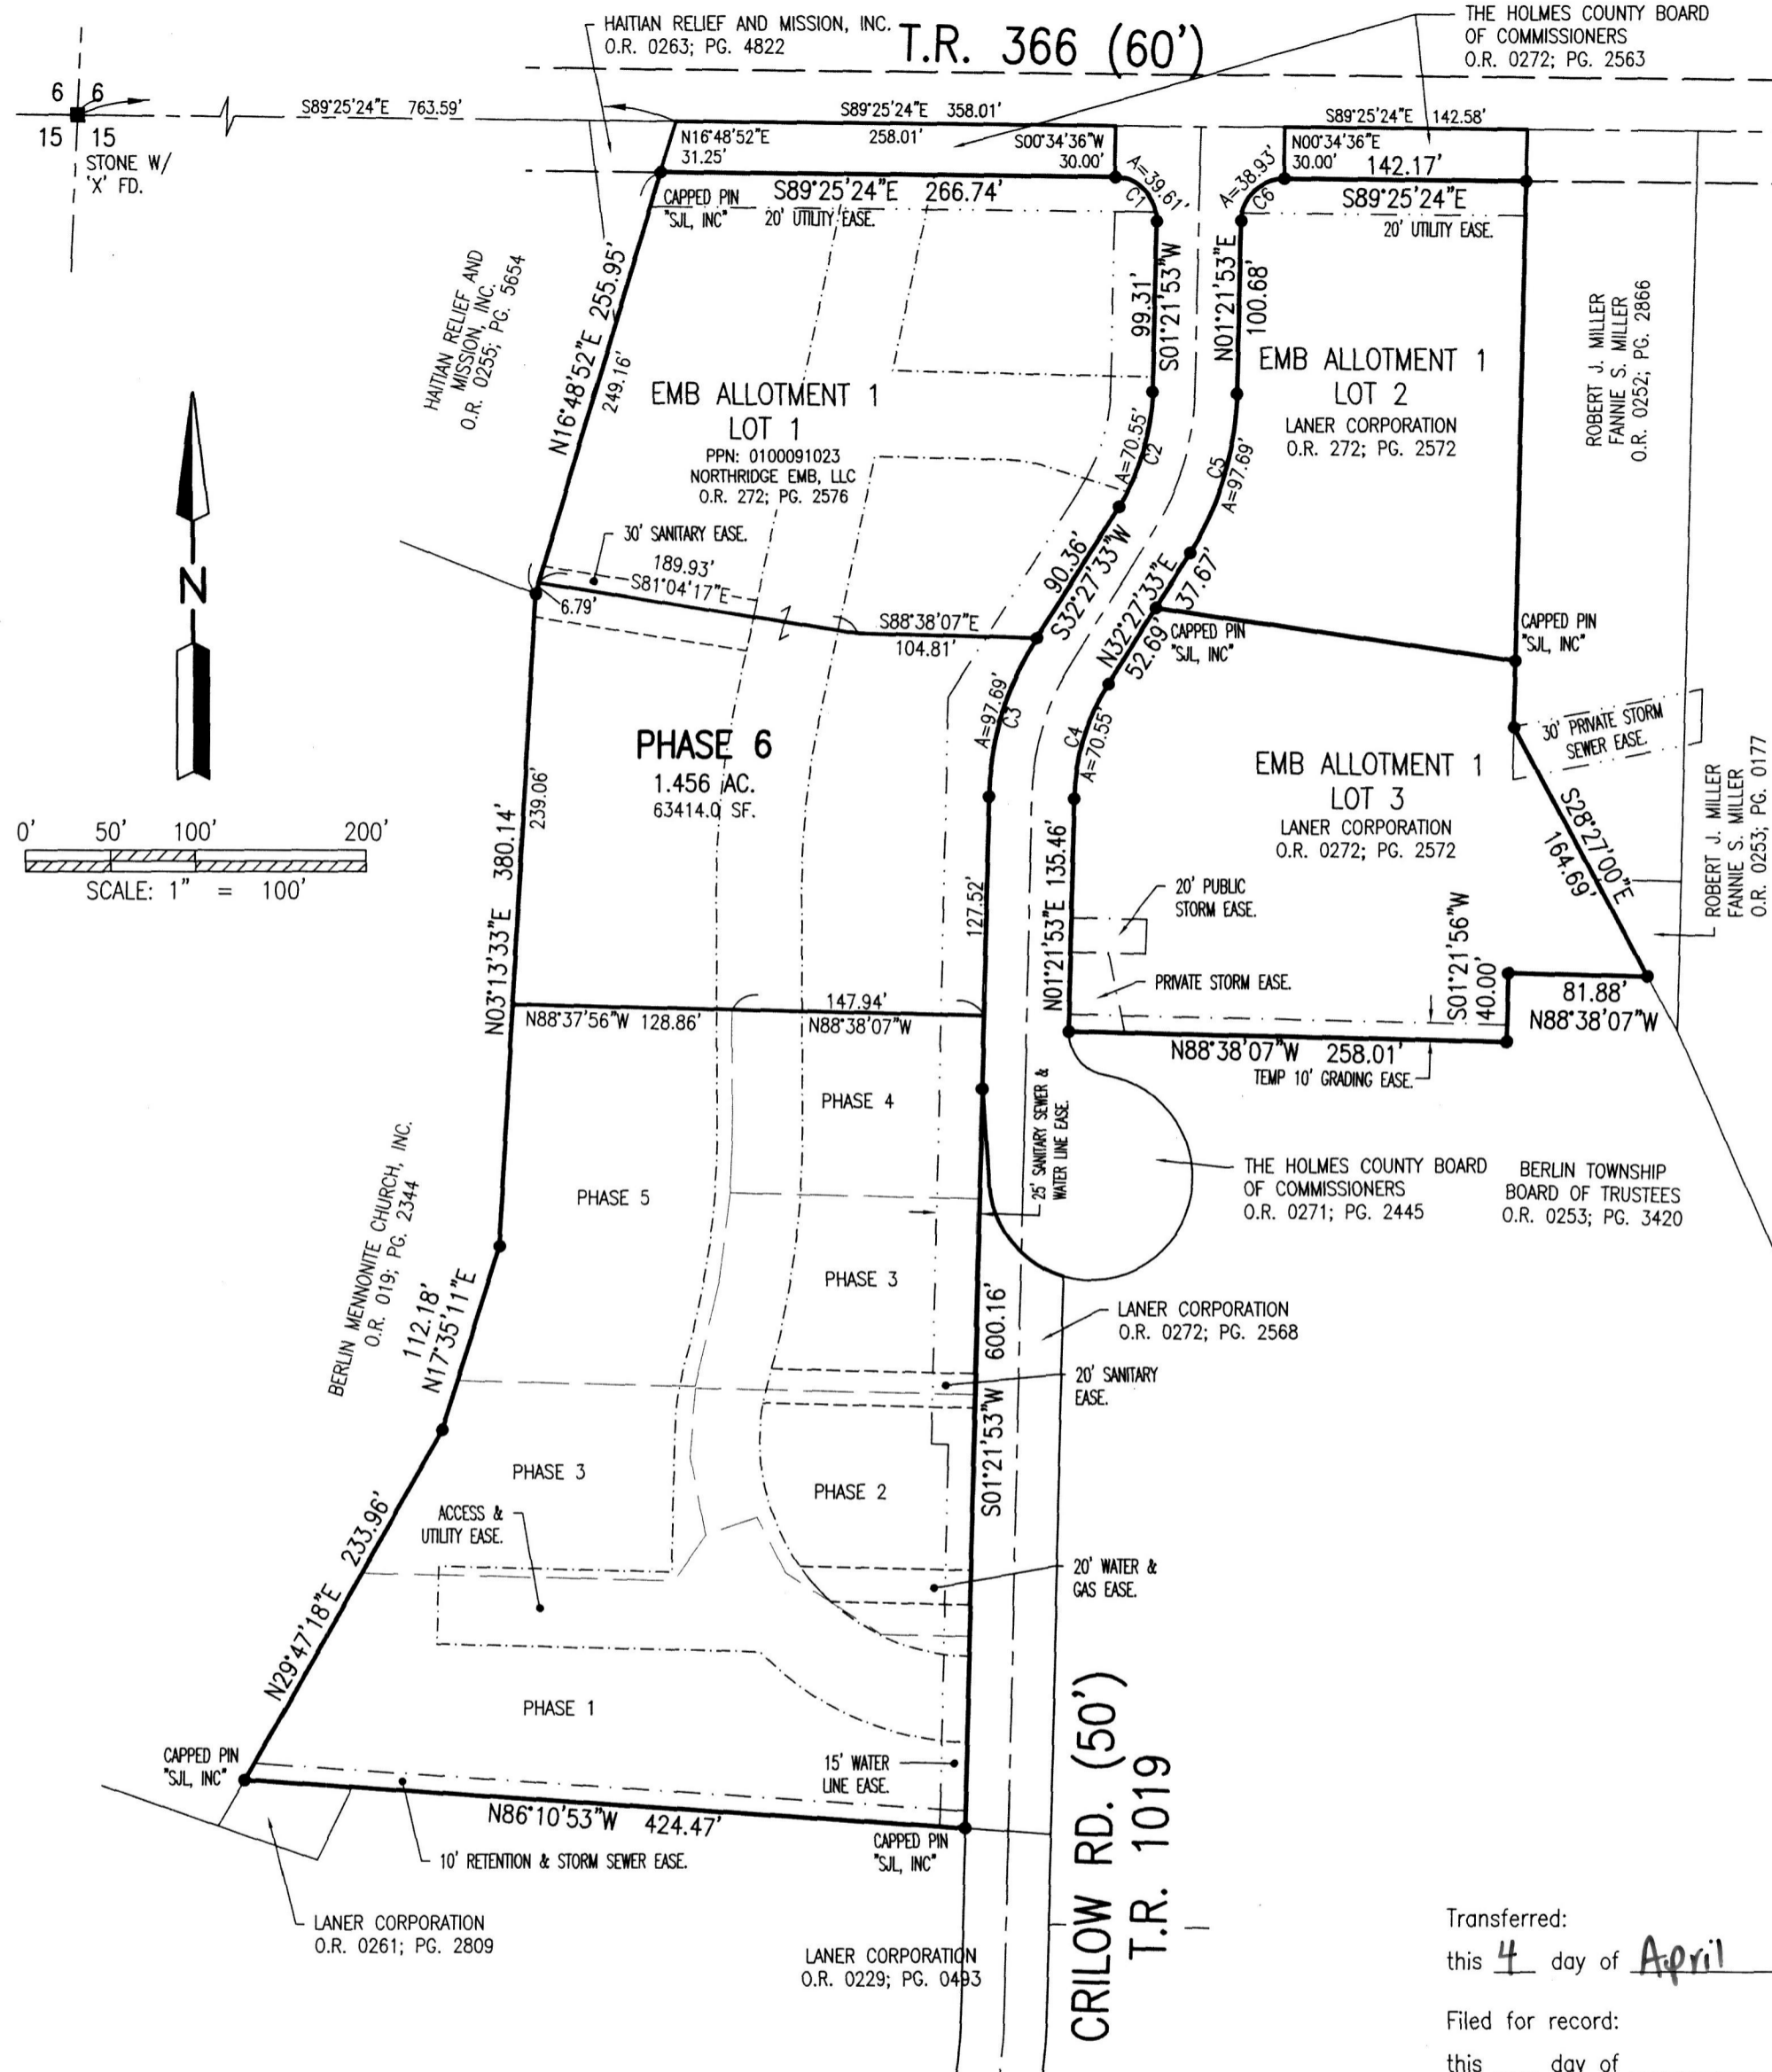 HAITIAN RELIEF AND MISSION, INC.
O.R. 0263; PG. 4822
T.R. 366 (60')
THE HOLMES COUNTY BOARD
OF COMMISSIONERS
O.R. 0272; PG. 2563
6 6
15 15
STONE W/
'X' FD.
S89°25'24"E 763.59'
S89°25'24"E 358.01'
S89°25'24"E 142.58'
N16°48'52"E
31.25'
258.01'
S00°34'36"W
30.00'
N00°34'36"E
30.00'
142.17'
S89°25'24"E
CAPPED PIN
"SJL, INC"
S89°25'24"E 266.74'
20' UTILITY EASE.
A=39.61'
C1
A=38.93'
C6
20' UTILITY EASE.
HAITIAN RELIEF AND
MISSION, INC.
O.R. 0255; PG. 5654
N16°48'52"E 255.95'
249.16'
99.31'
S01°21'53"W
N01°21'53"E
100.68'
EMB ALLOTMENT 1
LOT 1
PPN: 0100091023
NORTHRIDGE EMB, LLC
O.R. 272; PG. 2576
EMB ALLOTMENT 1
LOT 2
LANER CORPORATION
O.R. 272; PG. 2572
ROBERT J. MILLER
FANNIE S. MILLER
O.R. 0252; PG. 2866
A=70.55'
C2
C5
A=97.69'
N
30' SANITARY EASE.
189.93'
S81°04'17"E
6.79'
S88°38'07"E
104.81'
90.36'
S32°27'33"W
N32°27'33"E
37.67'
52.69'
CAPPED PIN
"SJL, INC"
CAPPED PIN
"SJL, INC"
A=97.69'
C3
C4
A=70.55'
PHASE 6
1.456 AC.
63414.0 SF.
30' PRIVATE STORM
SEWER EASE.
EMB ALLOTMENT 1
LOT 3
LANER CORPORATION
O.R. 0272; PG. 2572
S28°27'00"E
164.69'
ROBERT J. MILLER
FANNIE S. MILLER
O.R. 0253; PG. 0177
0' 50' 100' 200'
SCALE: 1" = 100'
N03°13'33"E 380.14'
239.06'
127.52'
N01°21'53"E 135.46'
20' PUBLIC
STORM EASE.
PRIVATE STORM EASE.
S01°21'56"W
40.00'
81.88'
N88°38'07"W
N88°37'56"W 128.86'
147.94'
N88°38'07"W
N88°38'07"W 258.01'
TEMP 10' GRADING EASE.
PHASE 4
25' SANITARY SEWER &
WATER LINE EASE.
THE HOLMES COUNTY BOARD
OF COMMISSIONERS
O.R. 0271; PG. 2445
BERLIN TOWNSHIP
BOARD OF TRUSTEES
O.R. 0253; PG. 3420
PHASE 5
BERLIN MENNONITE CHURCH, INC.
O.R. 019; PG. 2344
112.18'
N17°35'11"E
PHASE 3
LANER CORPORATION
O.R. 0272; PG. 2568
600.16'
S01°21'53"W
20' SANITARY
EASE.
PHASE 3
PHASE 2
ACCESS &
UTILITY EASE.
N29°47'18"E 233.96'
20' WATER &
GAS EASE.
PHASE 1
CAPPED PIN
"SJL, INC"
15' WATER
LINE EASE.
N86°10'53"W 424.47'
CAPPED PIN
"SJL, INC"
10' RETENTION & STORM SEWER EASE.
LANER CORPORATION
O.R. 0261; PG. 2809
LANER CORPORATION
O.R. 0229; PG. 0493
CRILOW RD. (50')
T.R. 1019
Transferred:
this 4 day of April
Filed for record:
this day of